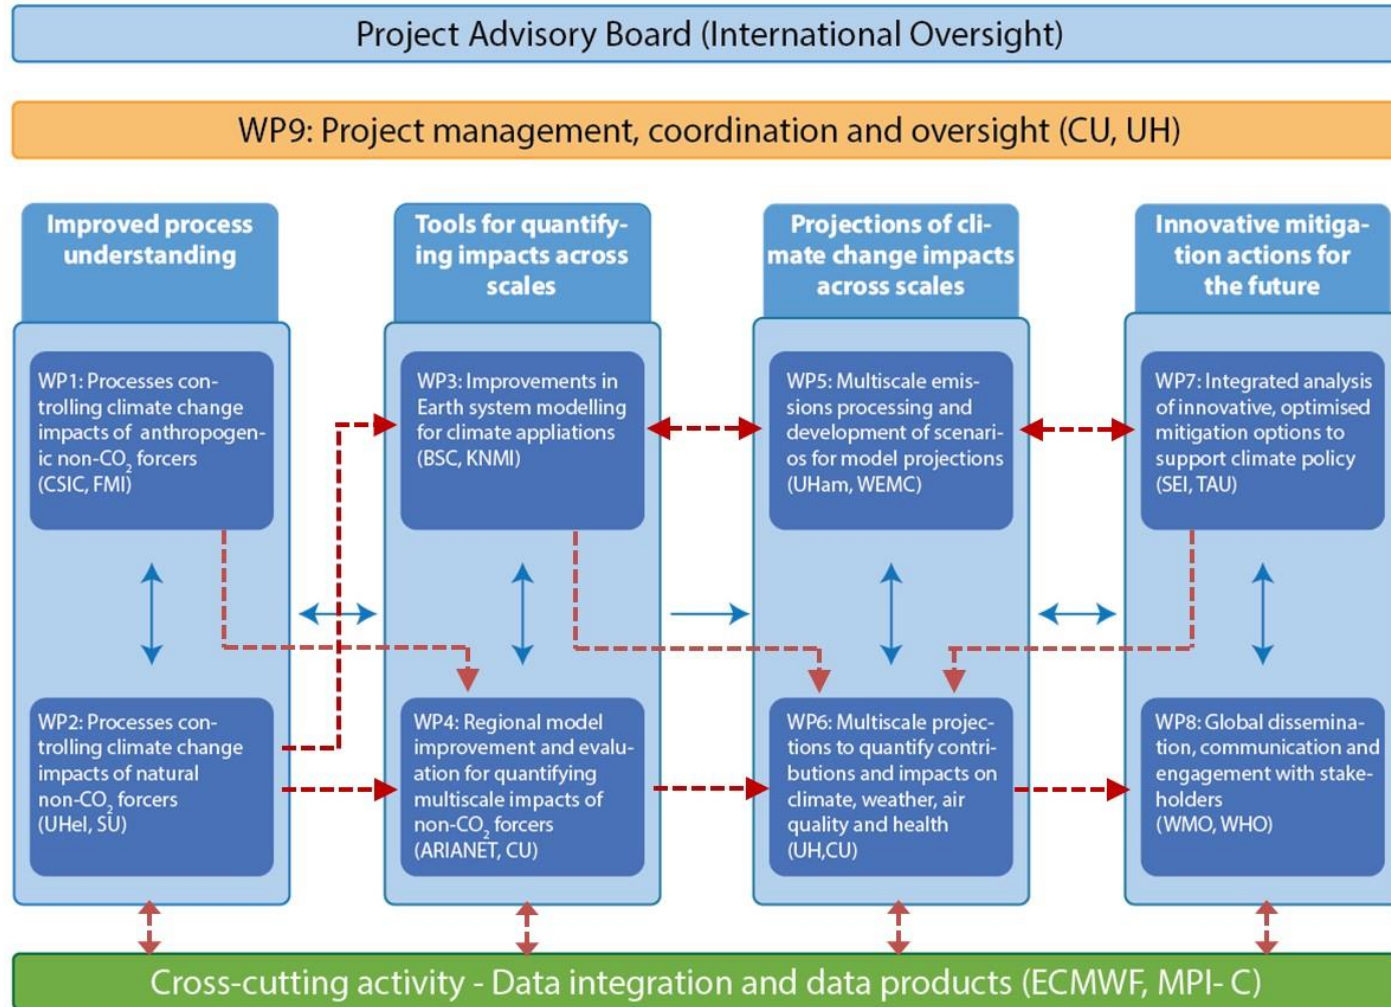 Project Advisory Board (International Oversight)
WP9: Project management, coordination and oversight (CU, UH)
Improved process
understanding
Tools for quantify-
ing impacts across
scales
Projections of cli-
mate change impacts
across scales
Innovative mitiga-
tion actions for
the future
WP1: Processes con-
trolling climate change
impacts of anthropogen-
ic non-CO₂ forcers
(CSIC, FMI)
WP3: Improvements in
Earth system modelling
for climate appliations
(BSC, KNMI)
WP5: Multiscale emis-
sions processing and
development of scenari-
os for model projections
(UHam, WEMC)
WP7: Integrated analysis
of innovative, optimised
mitigation options to
support climate policy
(SEI, TAU)
WP2: Processes con-
trolling climate change
impacts of natural
non-CO₂ forcers
(UHel, SU)
WP4: Regional model
improvement and evalu-
ation for quantifying
multiscale impacts of
non-CO₂ forcers
(ARIANET, CU)
WP6: Multiscale projec-
tions to quantify contri-
butions and impacts on
climate, weather, air
quality and health
(UH,CU)
WP8: Global dissemina-
tion, communication and
engagement with stake-
holders
(WMO, WHO)
Cross-cutting activity - Data integration and data products (ECMWF, MPI- C)